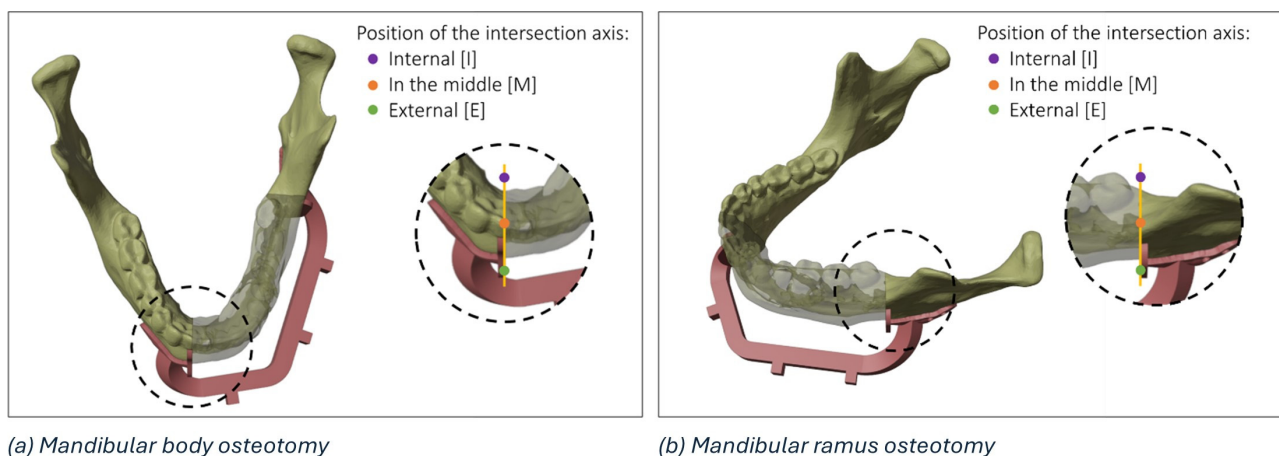 Position of the intersection axis:
Internal [I]
In the middle [M]
External [E]
Position of the intersection axis:
Internal [I]
In the middle [M]
External [E]
(a) Mandibular body osteotomy
(b) Mandibular ramus osteotomy